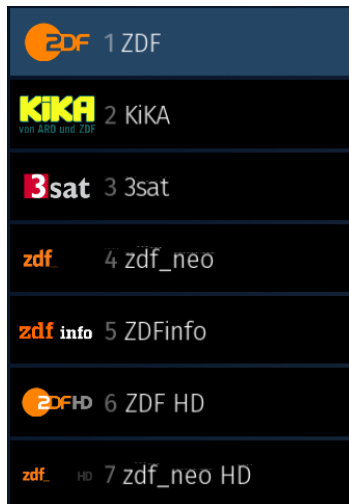 ZDF 1 ZDF
KiKA 2 KiKA
von ARD und ZDF
3sat 3 3sat
zdf_ 4 zdf_neo
zdf info 5 ZDFinfo
ZDF HD 6 ZDF HD
zdf_ HD 7 zdf_neo HD